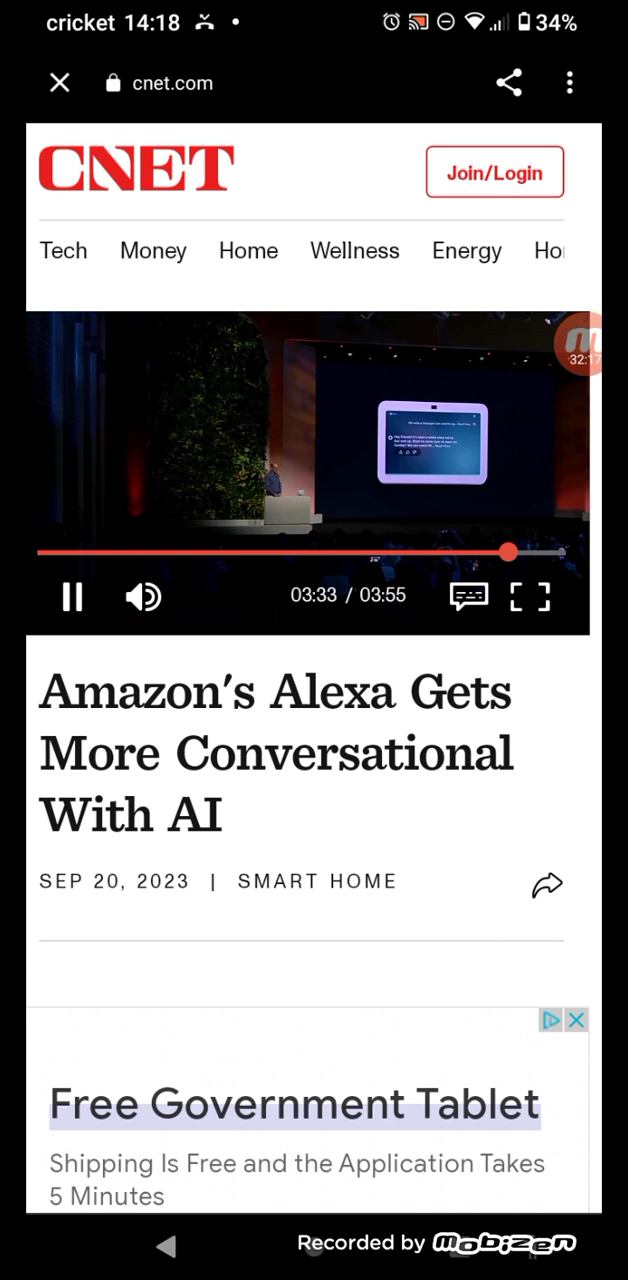 cricket 14:18 34%
cnet.com
CNET
Join/Login
Tech Money Home Wellness Energy Ho
32:17
03:33 / 03:55
Amazon's Alexa Gets
More Conversational
With AI
SEP 20, 2023 | SMART HOME
Free Government Tablet
Shipping Is Free and the Application Takes
5 Minutes
Recorded by mobizen